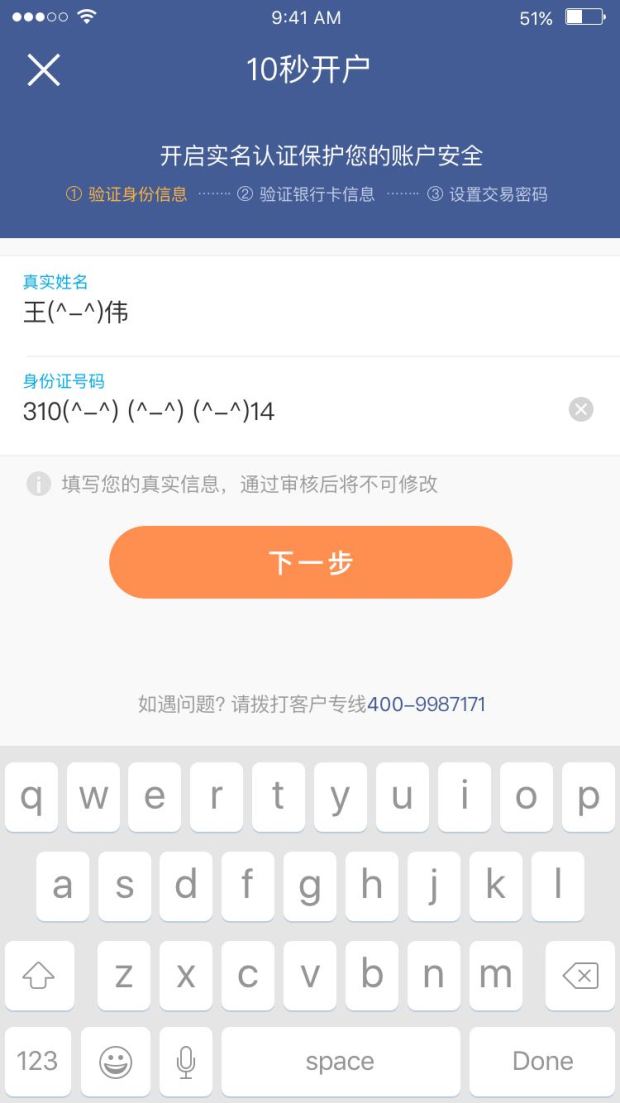 9:41 AM 51%
10秒开户
开启实名认证保护您的账户安全
① 验证身份信息 ········ ② 验证银行卡信息 ········ ③ 设置交易密码
真实姓名
王(^–^)伟
身份证号码
310(^–^) (^–^) (^–^)14
填写您的真实信息，通过审核后将不可修改
下一步
如遇问题? 请拨打客户专线400–9987171
q w e r t y u i o p
a s d f g h j k l
z x c v b n m
123 space Done